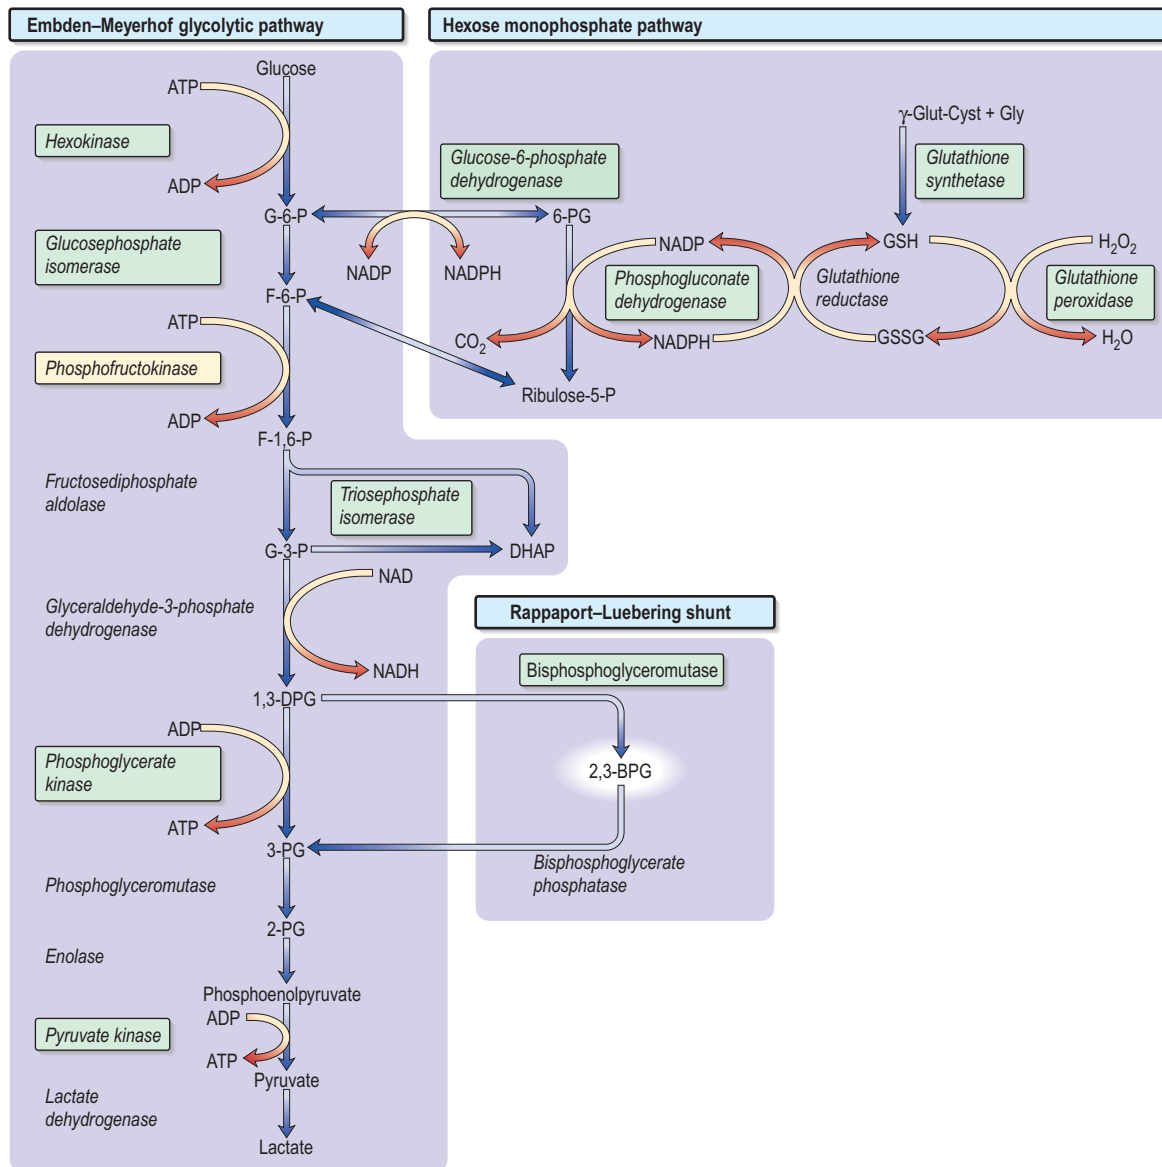 Embden–Meyerhof glycolytic pathway
Hexose monophosphate pathway
Glucose
ATP
Hexokinase
ADP
G-6-P
Glucosephosphate
isomerase
F-6-P
ATP
Phosphofructokinase
ADP
F-1,6-P
Fructosediphosphate
aldolase
Triosephosphate
isomerase
G-3-P
DHAP
NAD
Glyceraldehyde-3-phosphate
dehydrogenase
NADH
1,3-DPG
ADP
Phosphoglycerate
kinase
ATP
3-PG
Phosphoglyceromutase
2-PG
Enolase
Phosphoenolpyruvate
ADP
Pyruvate kinase
ATP
Pyruvate
Lactate
dehydrogenase
Lactate
Glucose-6-phosphate
dehydrogenase
6-PG
NADP
NADPH
NADP
Phosphogluconate
dehydrogenase
CO₂
NADPH
Ribulose-5-P
γ-Glut-Cyst + Gly
Glutathione
synthetase
GSH
Glutathione
reductase
GSSG
H₂O₂
Glutathione
peroxidase
H₂O
Rappaport–Luebering shunt
Bisphosphoglyceromutase
2,3-BPG
Bisphosphoglycerate
phosphatase